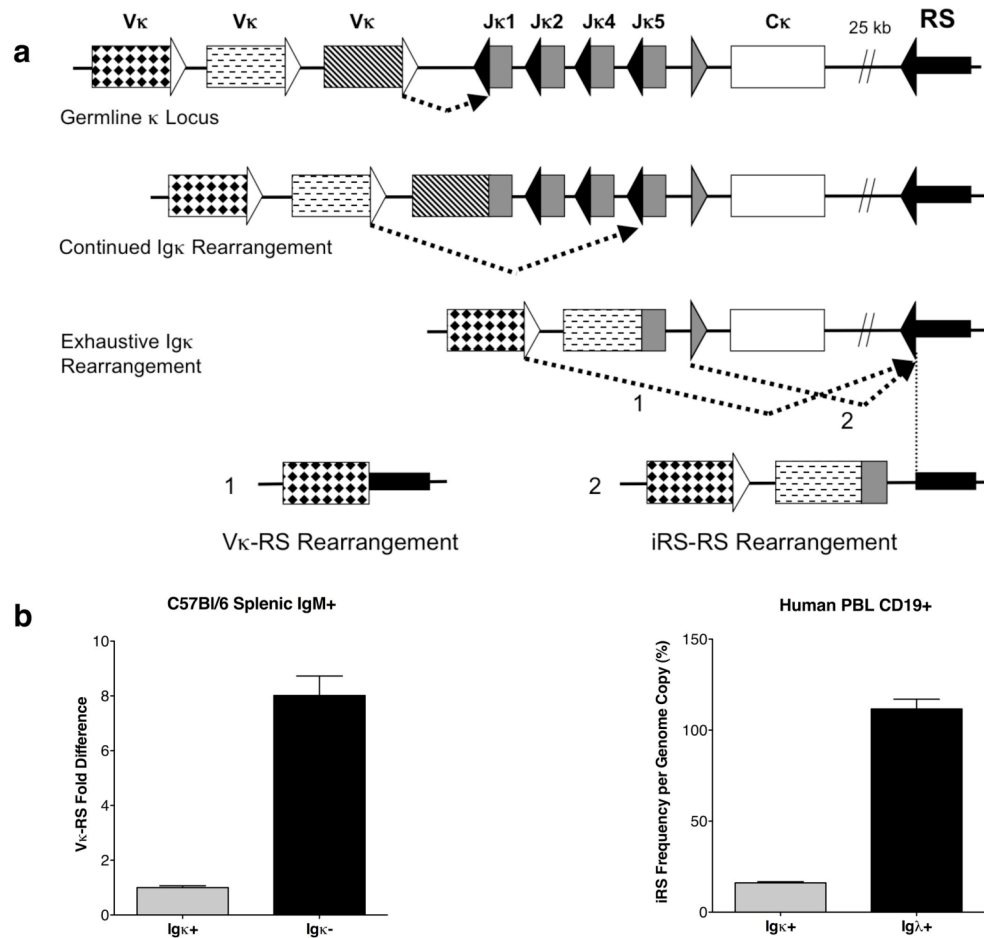 a
Vκ Vκ Vκ Jκ1 Jκ2 Jκ4 Jκ5 Cκ 25 kb RS
Germline κ Locus
Continued Igκ Rearrangement
Exhaustive Igκ
Rearrangement
1
2
1
2
Vκ-RS Rearrangement
iRS-RS Rearrangement
b
C57Bl/6 Splenic IgM+
Vκ-RS Fold Difference
10
8
6
4
2
0
Igκ+ Igκ-
Human PBL CD19+
iRS Frequency per Genome Copy (%)
150
100
50
0
Igκ+ Igλ+